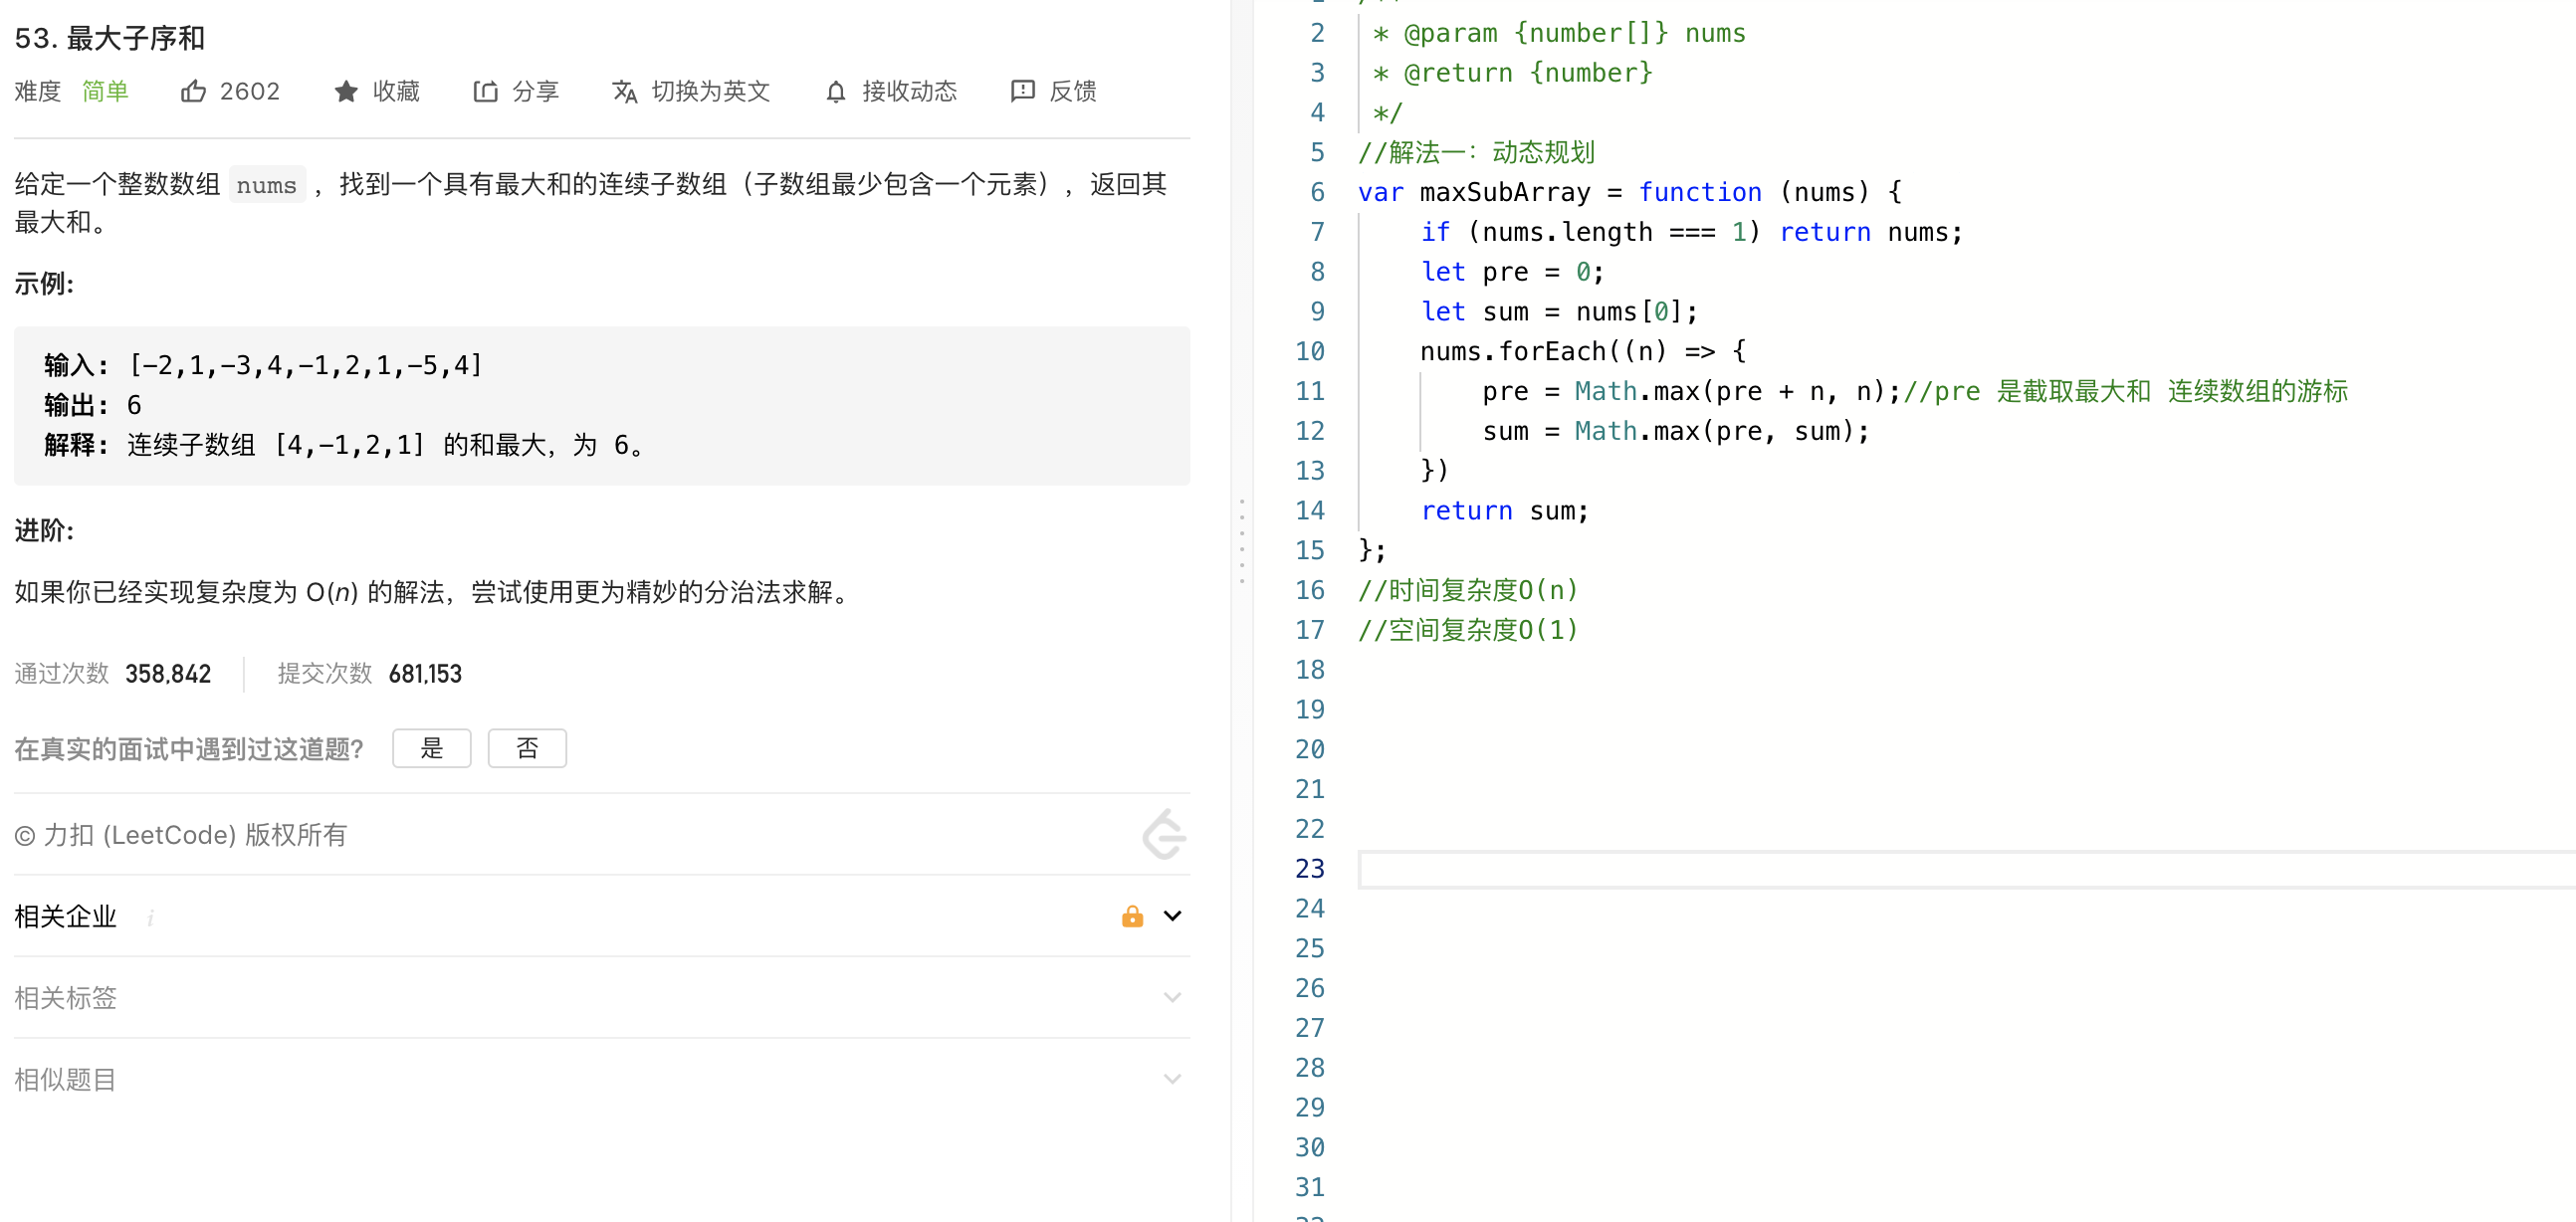 53. 最大子序和
难度 简单 2602 收藏 分享 切换为英文 接收动态 反馈
给定一个整数数组 nums ，找到一个具有最大和的连续子数组（子数组最少包含一个元素），返回其
最大和。
示例:
输入: [-2,1,-3,4,-1,2,1,-5,4]
输出: 6
解释: 连续子数组 [4,-1,2,1] 的和最大，为 6。
进阶:
如果你已经实现复杂度为 O(n) 的解法，尝试使用更为精妙的分治法求解。
通过次数 358,842 提交次数 681,153
在真实的面试中遇到过这道题? 是 否
© 力扣 (LeetCode) 版权所有
相关企业 i
相关标签
相似题目
2 * @param {number[]} nums
3 * @return {number}
4 */
5 //解法一：动态规划
6 var maxSubArray = function (nums) {
7 if (nums.length === 1) return nums;
8 let pre = 0;
9 let sum = nums[0];
10 nums.forEach((n) => {
11 pre = Math.max(pre + n, n);//pre 是截取最大和 连续数组的游标
12 sum = Math.max(pre, sum);
13 })
14 return sum;
15 };
16 //时间复杂度O(n)
17 //空间复杂度O(1)
18
19
20
21
22
23
24
25
26
27
28
29
30
31